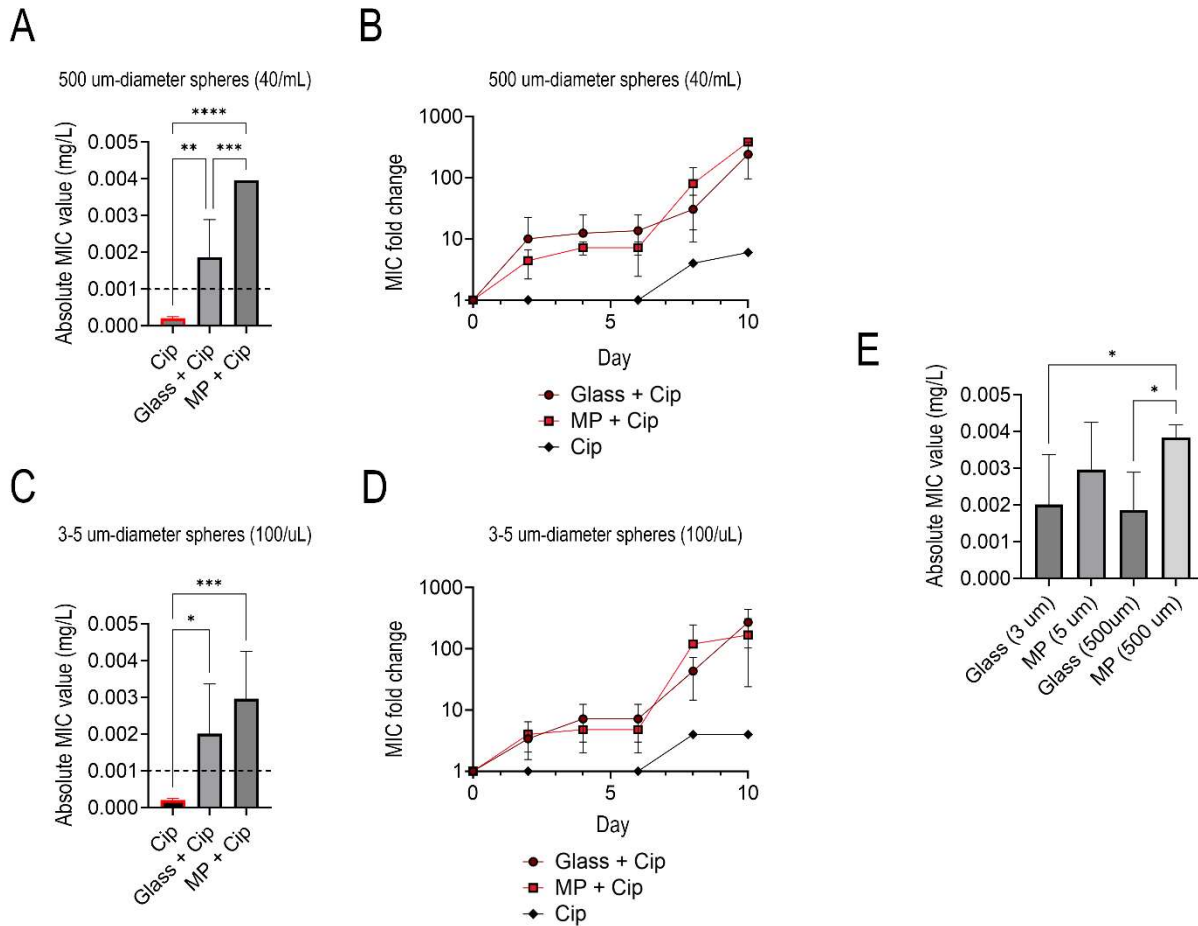 A
500 um-diameter spheres (40/mL)
Absolute MIC value (mg/L)
0.005
0.004
0.003
0.002
0.001
0.000
****
** ***
Cip
Glass + Cip
MP + Cip
B
500 um-diameter spheres (40/mL)
MIC fold change
1000
100
10
1
0 5 10
Day
Glass + Cip
MP + Cip
Cip
C
3-5 um-diameter spheres (100/uL)
Absolute MIC value (mg/L)
0.005
0.004
0.003
0.002
0.001
0.000
***
*
Cip
Glass + Cip
MP + Cip
D
3-5 um-diameter spheres (100/uL)
MIC fold change
1000
100
10
1
0 5 10
Day
Glass + Cip
MP + Cip
Cip
E
Absolute MIC value (mg/L)
0.005
0.004
0.003
0.002
0.001
0.000
*
*
Glass (3 um)
MP (5 um)
Glass (500um)
MP (500 um)